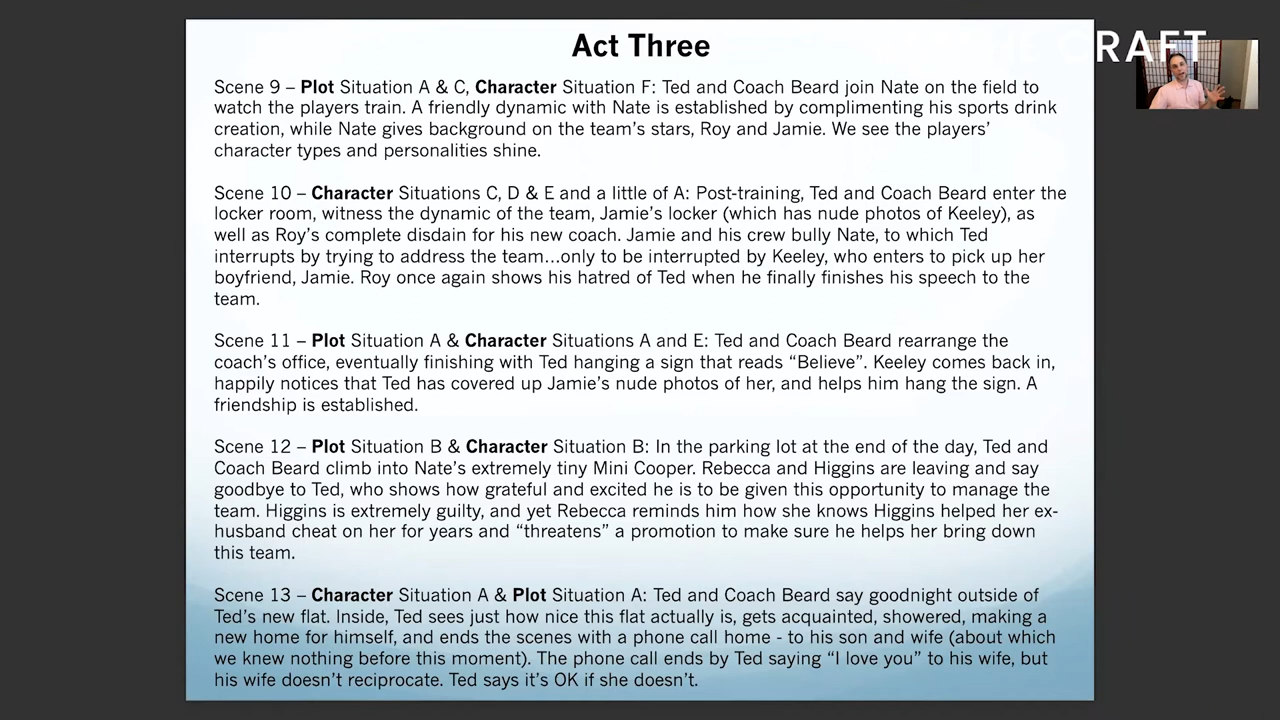 Act Three
RAFT
Scene 9 – Plot Situation A & C, Character Situation F: Ted and Coach Beard join Nate on the field to
watch the players train. A friendly dynamic with Nate is established by complimenting his sports drink
creation, while Nate gives background on the team’s stars, Roy and Jamie. We see the players’
character types and personalities shine.
Scene 10 – Character Situations C, D & E and a little of A: Post-training, Ted and Coach Beard enter the
locker room, witness the dynamic of the team, Jamie’s locker (which has nude photos of Keeley), as
well as Roy’s complete disdain for his new coach. Jamie and his crew bully Nate, to which Ted
interrupts by trying to address the team…only to be interrupted by Keeley, who enters to pick up her
boyfriend, Jamie. Roy once again shows his hatred of Ted when he finally finishes his speech to the
team.
Scene 11 – Plot Situation A & Character Situations A and E: Ted and Coach Beard rearrange the
coach’s office, eventually finishing with Ted hanging a sign that reads “Believe”. Keeley comes back in,
happily notices that Ted has covered up Jamie’s nude photos of her, and helps him hang the sign. A
friendship is established.
Scene 12 – Plot Situation B & Character Situation B: In the parking lot at the end of the day, Ted and
Coach Beard climb into Nate’s extremely tiny Mini Cooper. Rebecca and Higgins are leaving and say
goodbye to Ted, who shows how grateful and excited he is to be given this opportunity to manage the
team. Higgins is extremely guilty, and yet Rebecca reminds him how she knows Higgins helped her ex-
husband cheat on her for years and “threatens” a promotion to make sure he helps her bring down
this team.
Scene 13 – Character Situation A & Plot Situation A: Ted and Coach Beard say goodnight outside of
Ted’s new flat. Inside, Ted sees just how nice this flat actually is, gets acquainted, showered, making a
new home for himself, and ends the scenes with a phone call home - to his son and wife (about which
we knew nothing before this moment). The phone call ends by Ted saying “I love you” to his wife, but
his wife doesn’t reciprocate. Ted says it’s OK if she doesn’t.